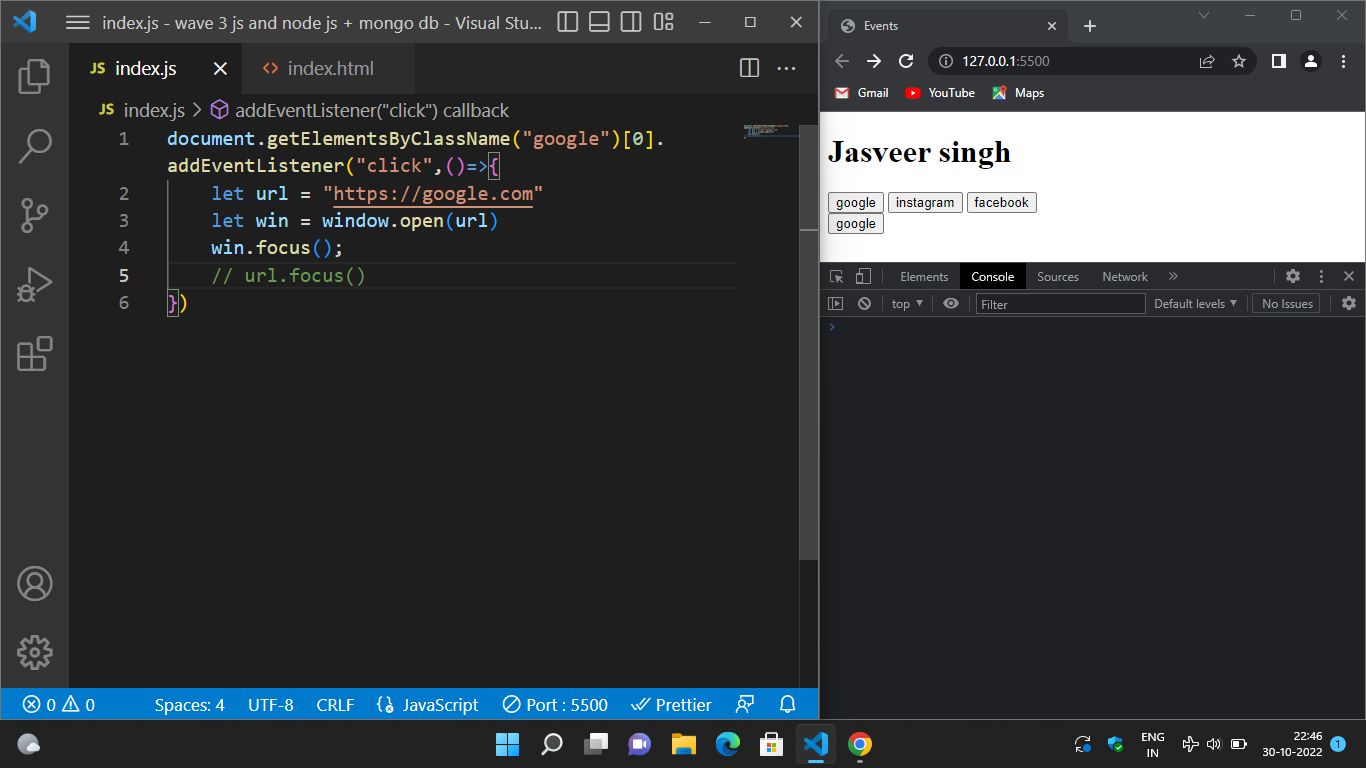 index.js - wave 3 js and node js + mongo db - Visual Stu...
JS index.js
<> index.html
JS index.js > addEventListener("click") callback
1 document.getElementsByClassName("google")[0].
addEventListener("click",()=>{
2 let url = "https://google.com"
3 let win = window.open(url)
4 win.focus();
5 // url.focus()
6 })
0 0
Spaces: 4
UTF-8
CRLF
JavaScript
Port : 5500
Prettier
Events
127.0.0.1:5500
Gmail YouTube Maps
Jasveer singh
google instagram facebook
google
Elements Console Sources Network »
top ▼ Filter Default levels ▼ No Issues
>
ENG
IN
22:46
30-10-2022
1